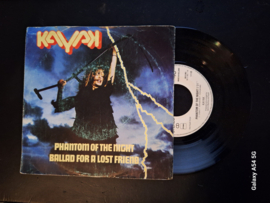 KAYAK
PHANTOM OF THE NIGHT
BALLAD FOR A LOST FRIEND
Galaxy A54 5G